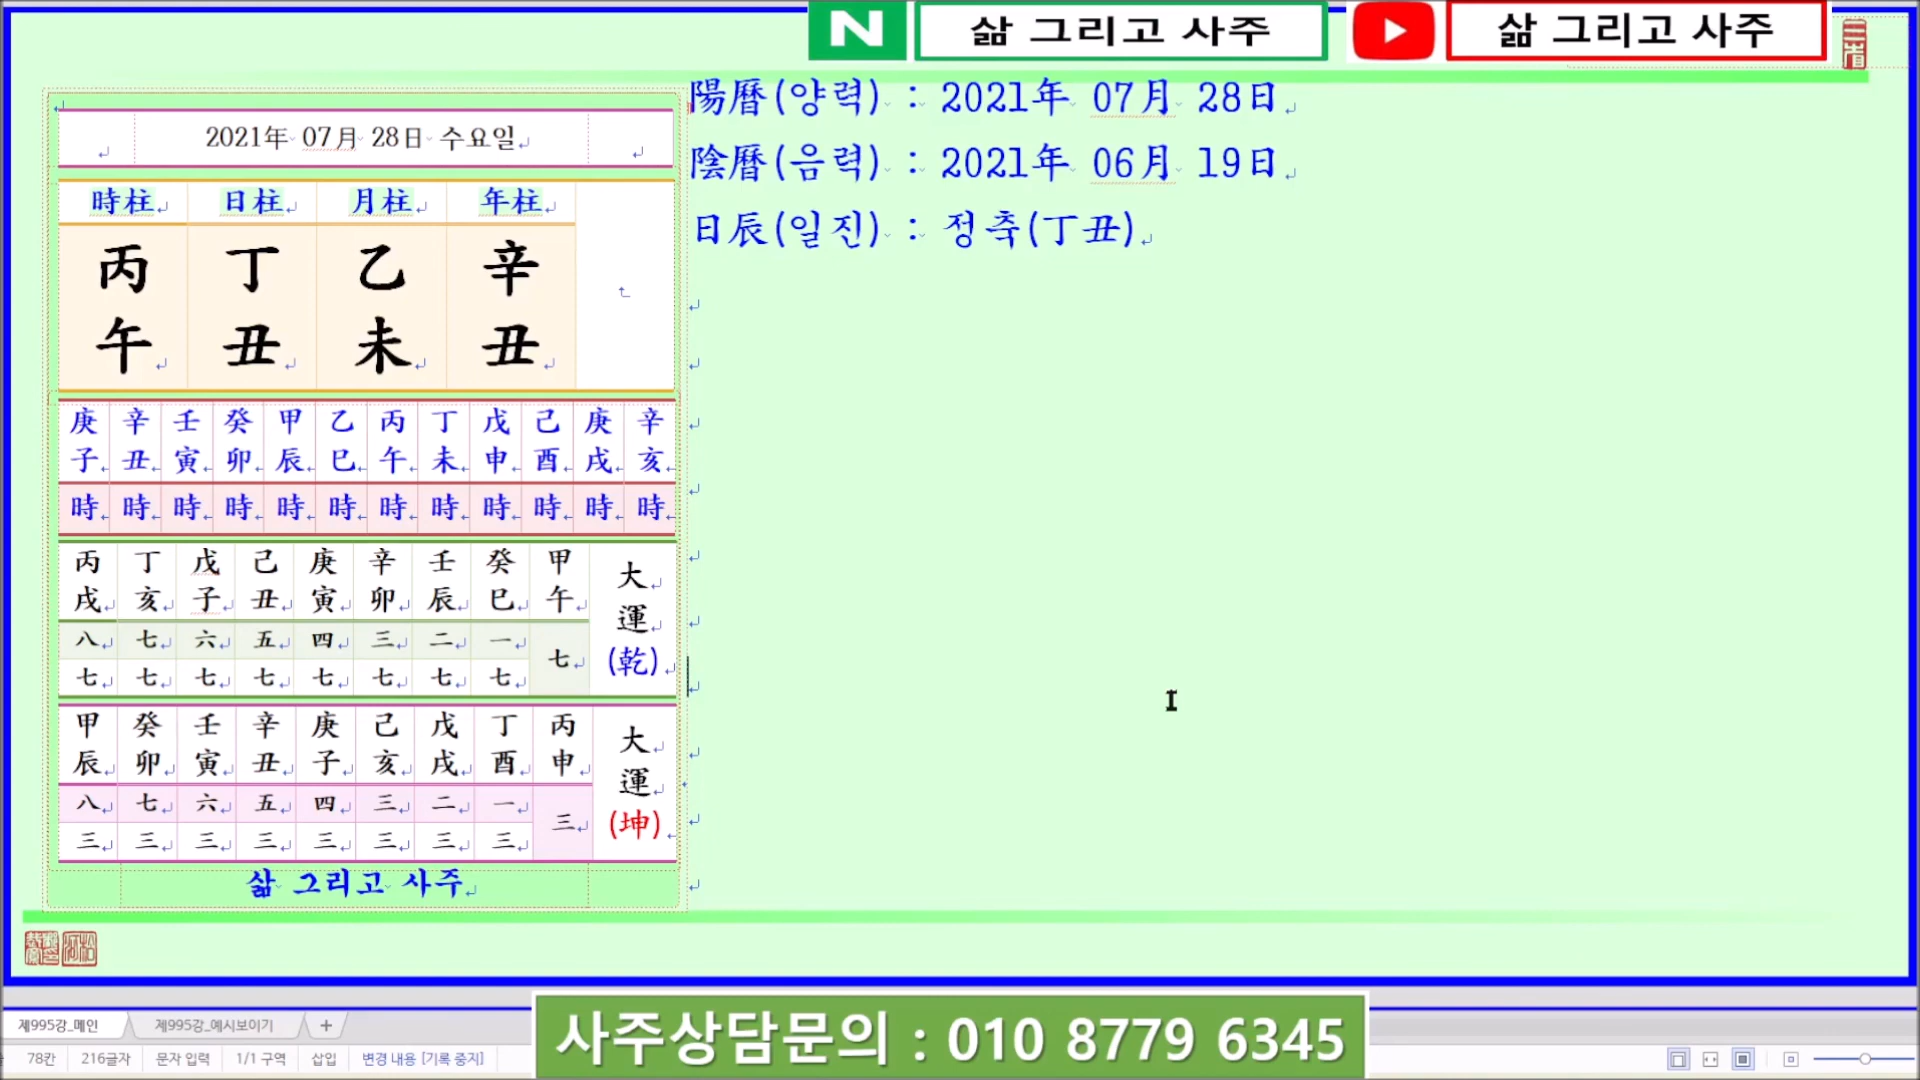 N 삶 그리고 사주 삶 그리고 사주
陽曆(양력) : 2021年 07月 28日
陰曆(음력) : 2021年 06月 19日
日辰(일진) : 정축(丁丑)
2021年 07月 28日 수요일
時柱 日柱 月柱 年柱
丙 丁 乙 辛
午 丑 未 丑
庚 辛 壬 癸 甲 乙 丙 丁 戊 己 庚 辛
子 丑 寅 卯 辰 巳 午 未 申 酉 戌 亥
時 時 時 時 時 時 時 時 時 時 時 時
丙 丁 戊 己 庚 辛 壬 癸 甲
戌 亥 子 丑 寅 卯 辰 巳 午
八 七 六 五 四 三 二 一
七 七 七 七 七 七 七 七 七
大
運
(乾)
甲 癸 壬 辛 庚 己 戊 丁 丙
辰 卯 寅 丑 子 亥 戌 酉 申
八 七 六 五 四 三 二 一
三 三 三 三 三 三 三 三 三
大
運
(坤)
삶 그리고 사주
제995강_메인 제995강_예시보이기 +
78칸 216글자 문자 입력 1/1 구역 삽입 변경 내용 [기록 중지]
사주상담문의 : 010 8779 6345